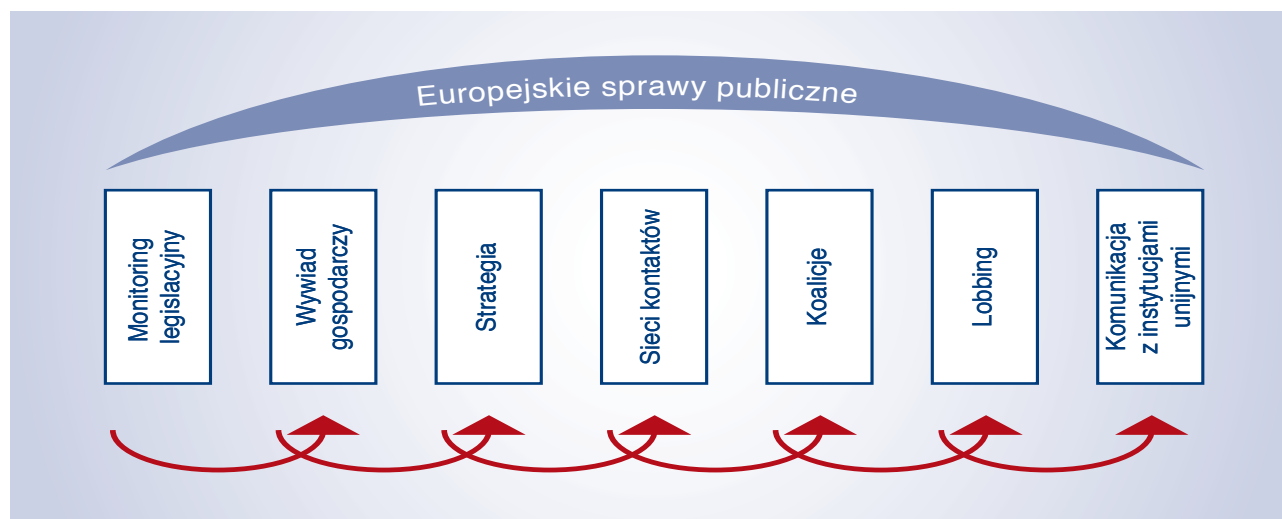 Europejskie sprawy publiczne
Monitoring
legislacyjny
Wywiad
gospodarczy
Strategia
Sieci kontaktów
Koalicje
Lobbing
Komunikacja
z instytucjami
unijnymi